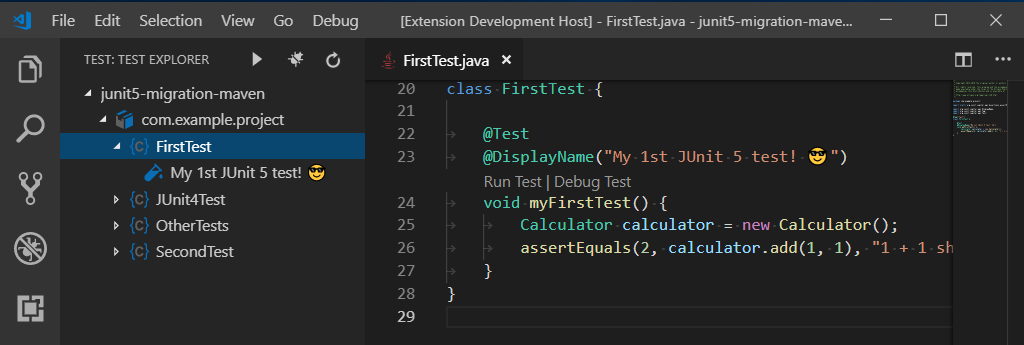 File Edit Selection View Go Debug [Extension Development Host] - FirstTest.java - junit5-migration-mave...
TEST: TEST EXPLORER
junit5-migration-maven
com.example.project
FirstTest
My 1st JUnit 5 test! 😎
JUnit4Test
OtherTests
SecondTest
FirstTest.java
20 class FirstTest {
21
22 @Test
23 @DisplayName("My 1st JUnit 5 test! 😎")
Run Test | Debug Test
24 void myFirstTest() {
25 Calculator calculator = new Calculator();
26 assertEquals(2, calculator.add(1, 1), "1 + 1 sh
27 }
28 }
29